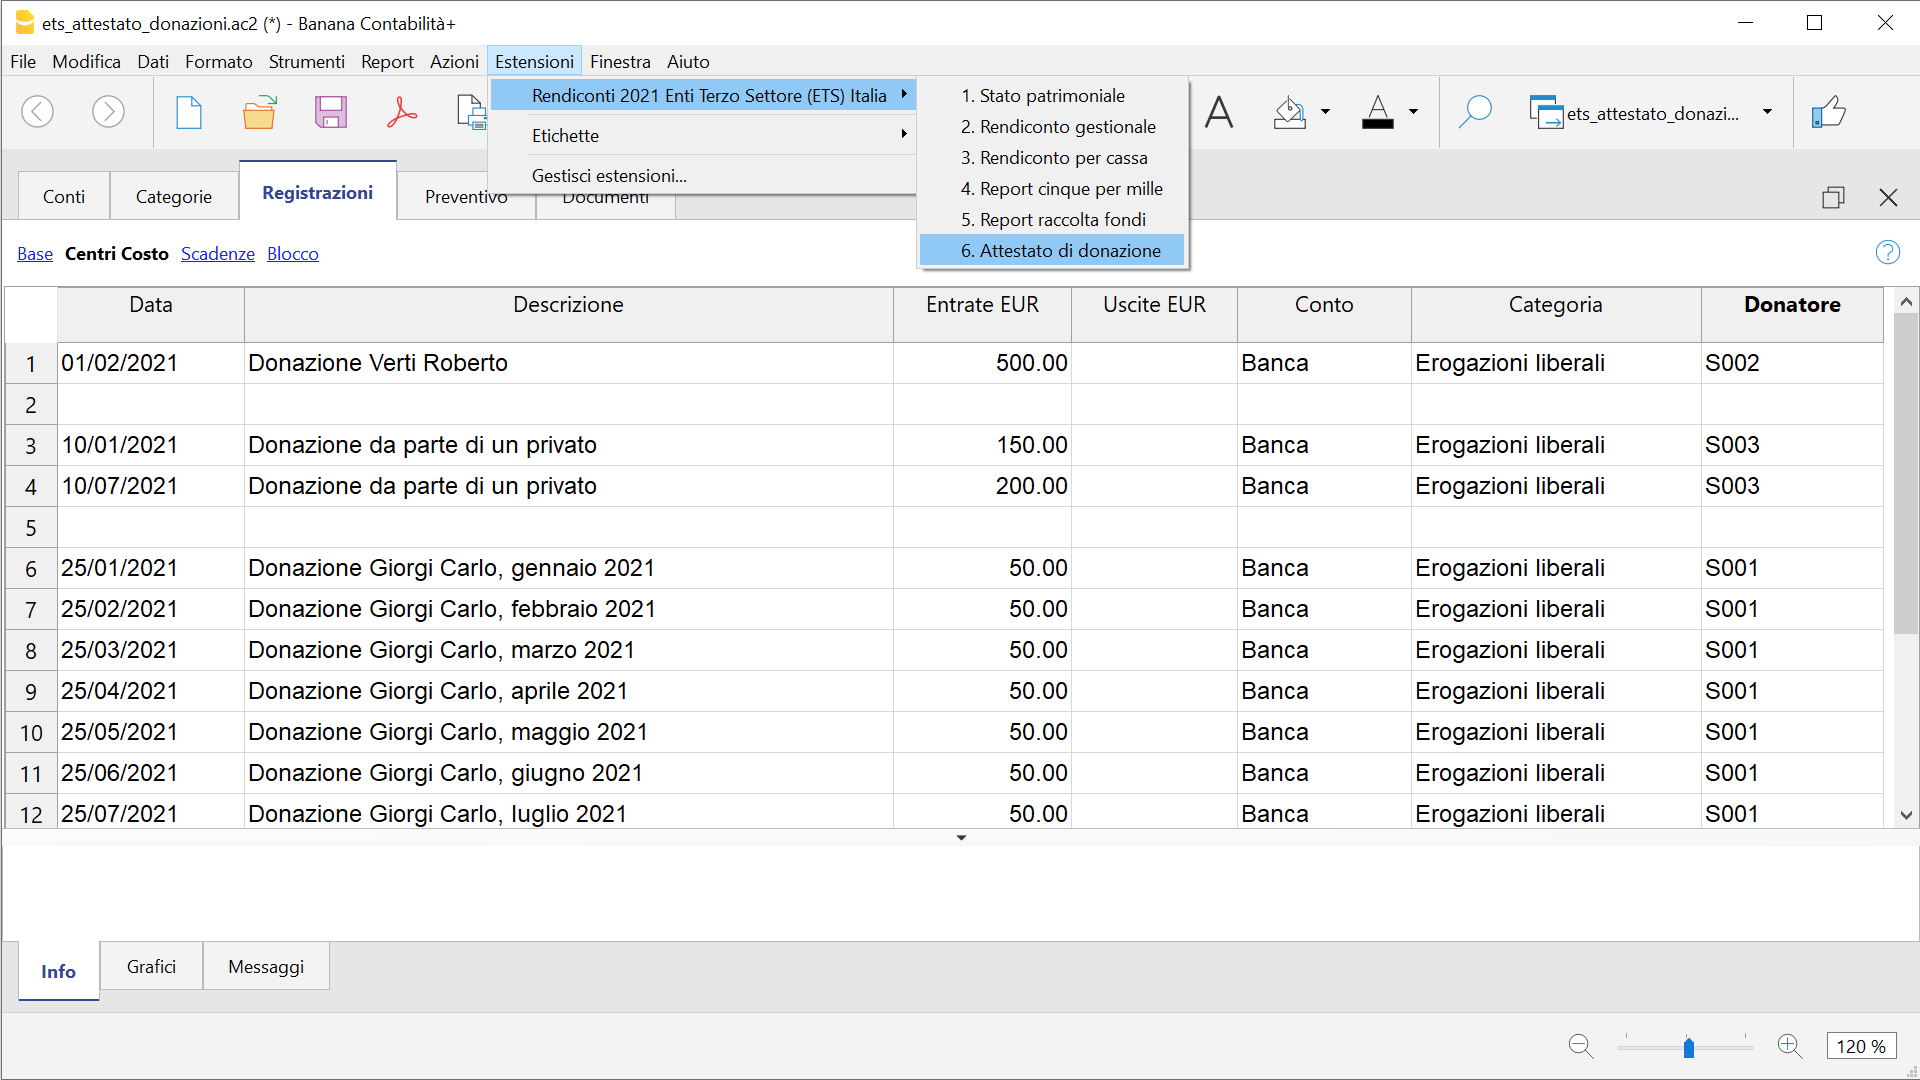 ets_attestato_donazioni.ac2 (*) - Banana Contabilità+
File Modifica Dati Formato Strumenti Report Azioni Estensioni Finestra Aiuto
Rendiconti 2021 Enti Terzo Settore (ETS) Italia
Etichette
Gestisci estensioni...
1. Stato patrimoniale
2. Rendiconto gestionale
3. Rendiconto per cassa
4. Report cinque per mille
5. Report raccolta fondi
6. Attestato di donazione
ets_attestato_donazi...
Conti Categorie Registrazioni Preventivo Documenti
Base Centri Costo Scadenze Blocco
Data Descrizione Entrate EUR Uscite EUR Conto Categoria Donatore
1 01/02/2021 Donazione Verti Roberto 500.00 Banca Erogazioni liberali S002
2
3 10/01/2021 Donazione da parte di un privato 150.00 Banca Erogazioni liberali S003
4 10/07/2021 Donazione da parte di un privato 200.00 Banca Erogazioni liberali S003
5
6 25/01/2021 Donazione Giorgi Carlo, gennaio 2021 50.00 Banca Erogazioni liberali S001
7 25/02/2021 Donazione Giorgi Carlo, febbraio 2021 50.00 Banca Erogazioni liberali S001
8 25/03/2021 Donazione Giorgi Carlo, marzo 2021 50.00 Banca Erogazioni liberali S001
9 25/04/2021 Donazione Giorgi Carlo, aprile 2021 50.00 Banca Erogazioni liberali S001
10 25/05/2021 Donazione Giorgi Carlo, maggio 2021 50.00 Banca Erogazioni liberali S001
11 25/06/2021 Donazione Giorgi Carlo, giugno 2021 50.00 Banca Erogazioni liberali S001
12 25/07/2021 Donazione Giorgi Carlo, luglio 2021 50.00 Banca Erogazioni liberali S001
Info Grafici Messaggi
120 %